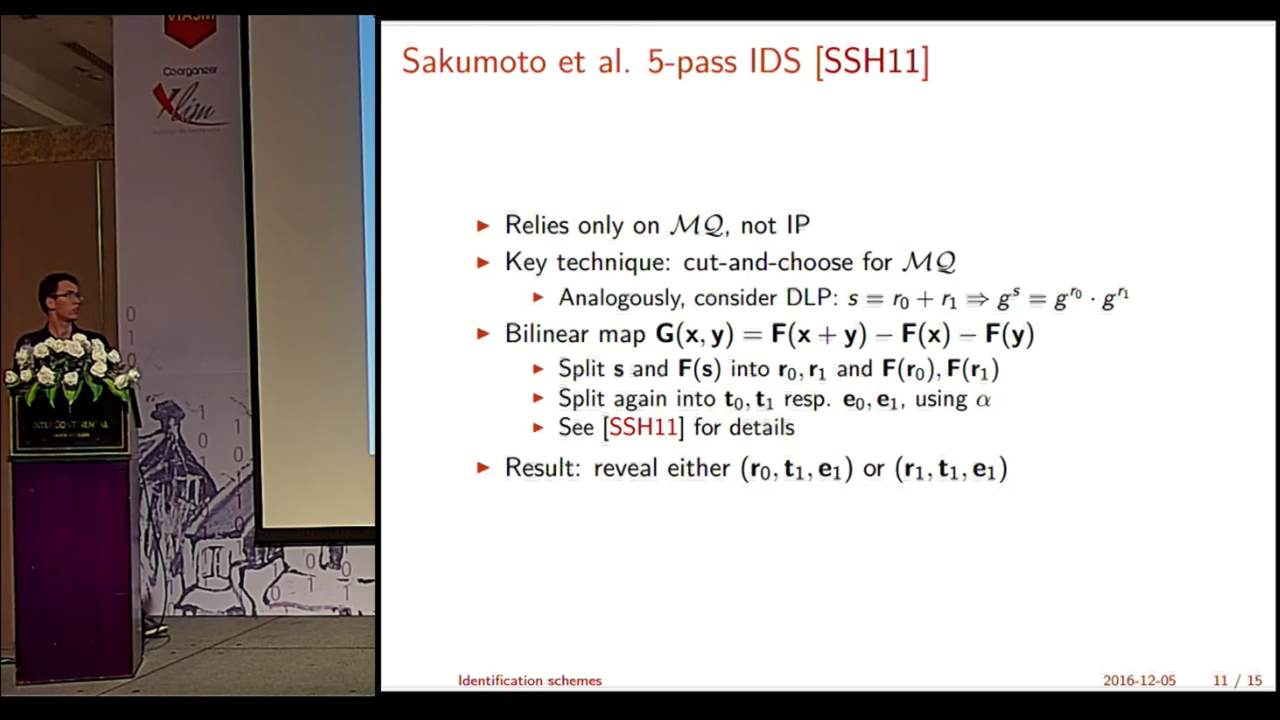 VIASM
Coorganizer
Xlim
INTERCONTINENTAL
Sakumoto et al. 5-pass IDS [SSH11]
► Relies only on 𝓜𝓠, not IP
► Key technique: cut-and-choose for 𝓜𝓠
► Analogously, consider DLP: s = r₀ + r₁ ⇒ gˢ = g^{r₀} · g^{r₁}
► Bilinear map G(x, y) = F(x + y) − F(x) − F(y)
► Split s and F(s) into r₀, r₁ and F(r₀), F(r₁)
► Split again into t₀, t₁ resp. e₀, e₁, using α
► See [SSH11] for details
► Result: reveal either (r₀, t₁, e₁) or (r₁, t₁, e₁)
Identification schemes 2016-12-05 11 / 15